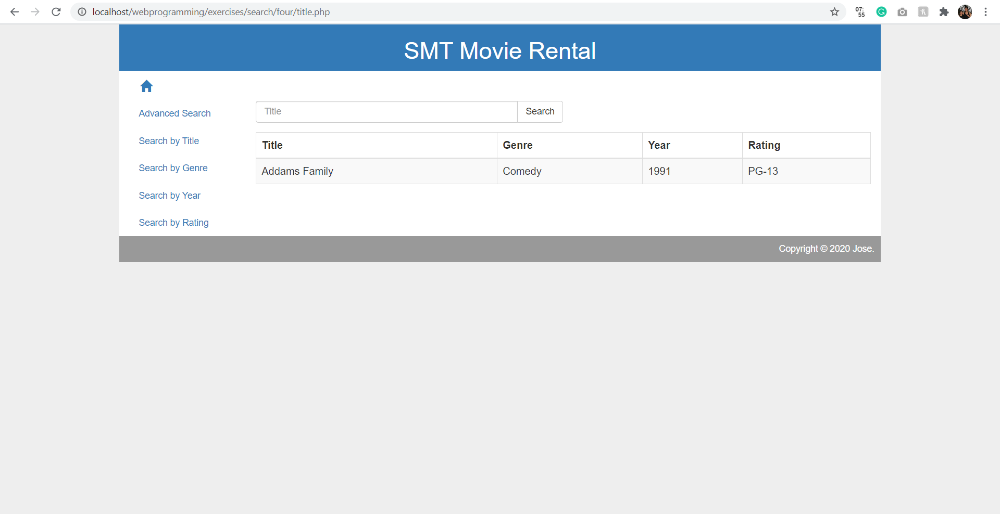 localhost/webprogramming/exercises/search/four/title.php
07:
55
SMT Movie Rental
Advanced Search
Search by Title
Search by Genre
Search by Year
Search by Rating
Title Search
Title Genre Year Rating
Addams Family Comedy 1991 PG-13
Copyright © 2020 Jose.